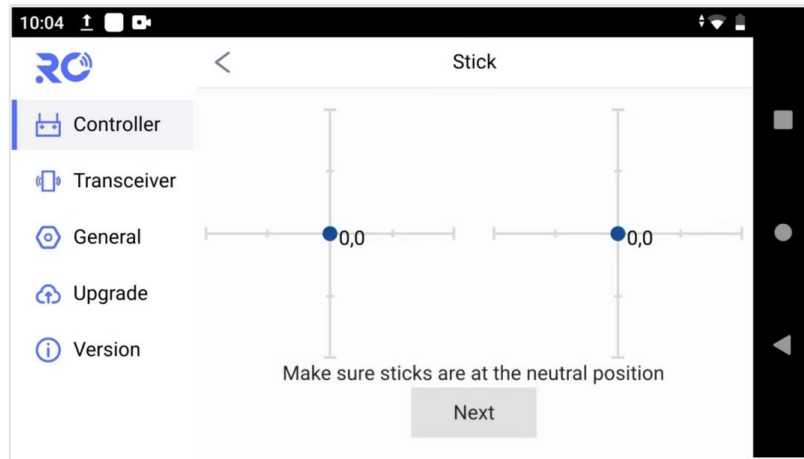 10:04
RC
Stick
Controller
Transceiver
General
Upgrade
Version
0,0
0,0
Make sure sticks are at the neutral position
Next